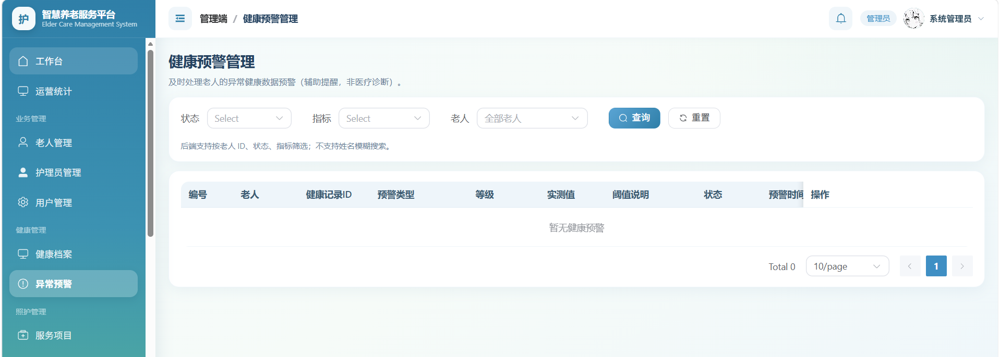 护
智慧养老服务平台
Elder Care Management System
管理端 / 健康预警管理
管理员
系统管理员
工作台
运营统计
业务管理
老人管理
护理员管理
用户管理
健康管理
健康档案
异常预警
照护管理
服务项目
健康预警管理
及时处理老人的异常健康数据预警（辅助提醒，非医疗诊断）。
状态 Select 指标 Select 老人 全部老人 查询 重置
后端支持按老人 ID、状态、指标筛选；不支持姓名模糊搜索。
编号 老人 健康记录ID 预警类型 等级 实测值 阈值说明 状态 预警时间 操作
暂无健康预警
Total 0 10/page 1